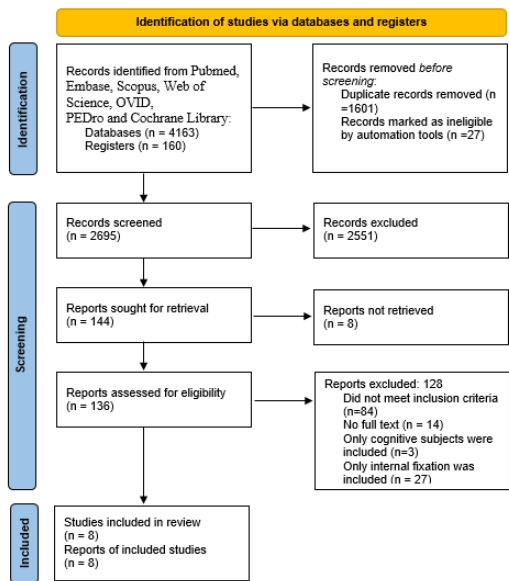 Identification of studies via databases and registers
Identification
Records identified from Pubmed,
Embase, Scopus, Web of
Science, OVID,
PEDro and Cochrane Library:
Databases (n = 4163)
Registers (n = 160)
Records removed before
screening:
Duplicate records removed (n
=1601)
Records marked as ineligible
by automation tools (n =27)
Screening
Records screened
(n = 2695)
Records excluded
(n = 2551)
Reports sought for retrieval
(n = 144)
Reports not retrieved
(n = 8)
Reports assessed for eligibility
(n = 136)
Reports excluded: 128
Did not meet inclusion criteria
(n=84)
No full text (n = 14)
Only cognitive subjects were
included (n=3)
Only internal fixation was
included (n = 27)
Included
Studies included in review
(n = 8)
Reports of included studies
(n = 8)